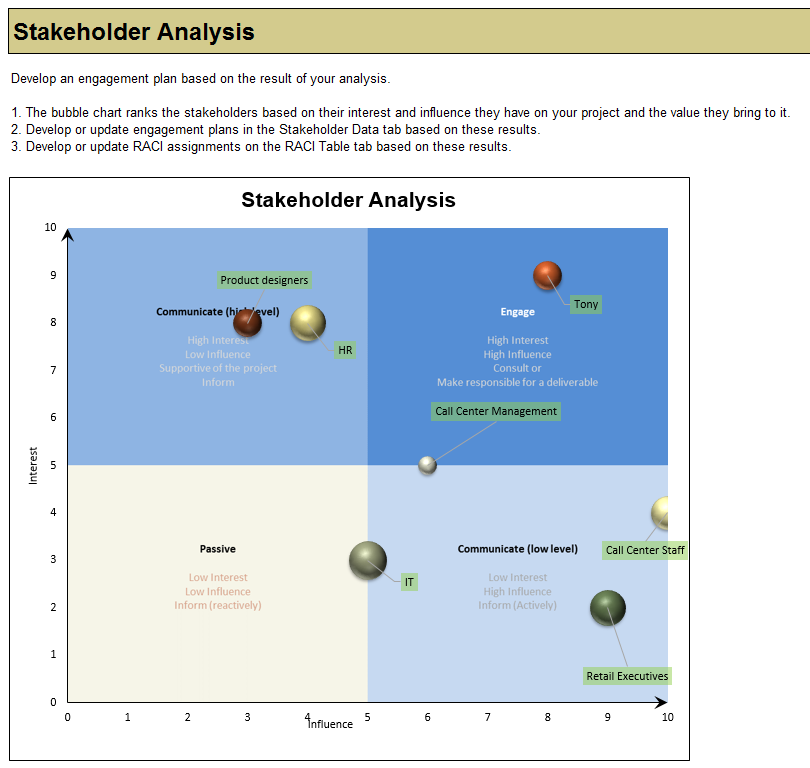 Stakeholder Analysis
Develop an engagement plan based on the result of your analysis.
1. The bubble chart ranks the stakeholders based on their interest and influence they have on your project and the value they bring to it.
2. Develop or update engagement plans in the Stakeholder Data tab based on these results.
3. Develop or update RACI assignments on the RACI Table tab based on these results.
Stakeholder Analysis
10
9
8
7
6
5
4
3
2
1
0
Interest
Product designers
Communicate (high level)
High Interest
Low Influence
Supportive of the project
Inform
HR
Tony
Engage
High Interest
High Influence
Consult or
Make responsible for a deliverable
Call Center Management
Passive
Low Interest
Low Influence
Inform (reactively)
IT
Communicate (low level)
Low Interest
High Influence
Inform (Actively)
Call Center Staff
Retail Executives
0 1 2 3 4 5 6 7 8 9 10
Influence